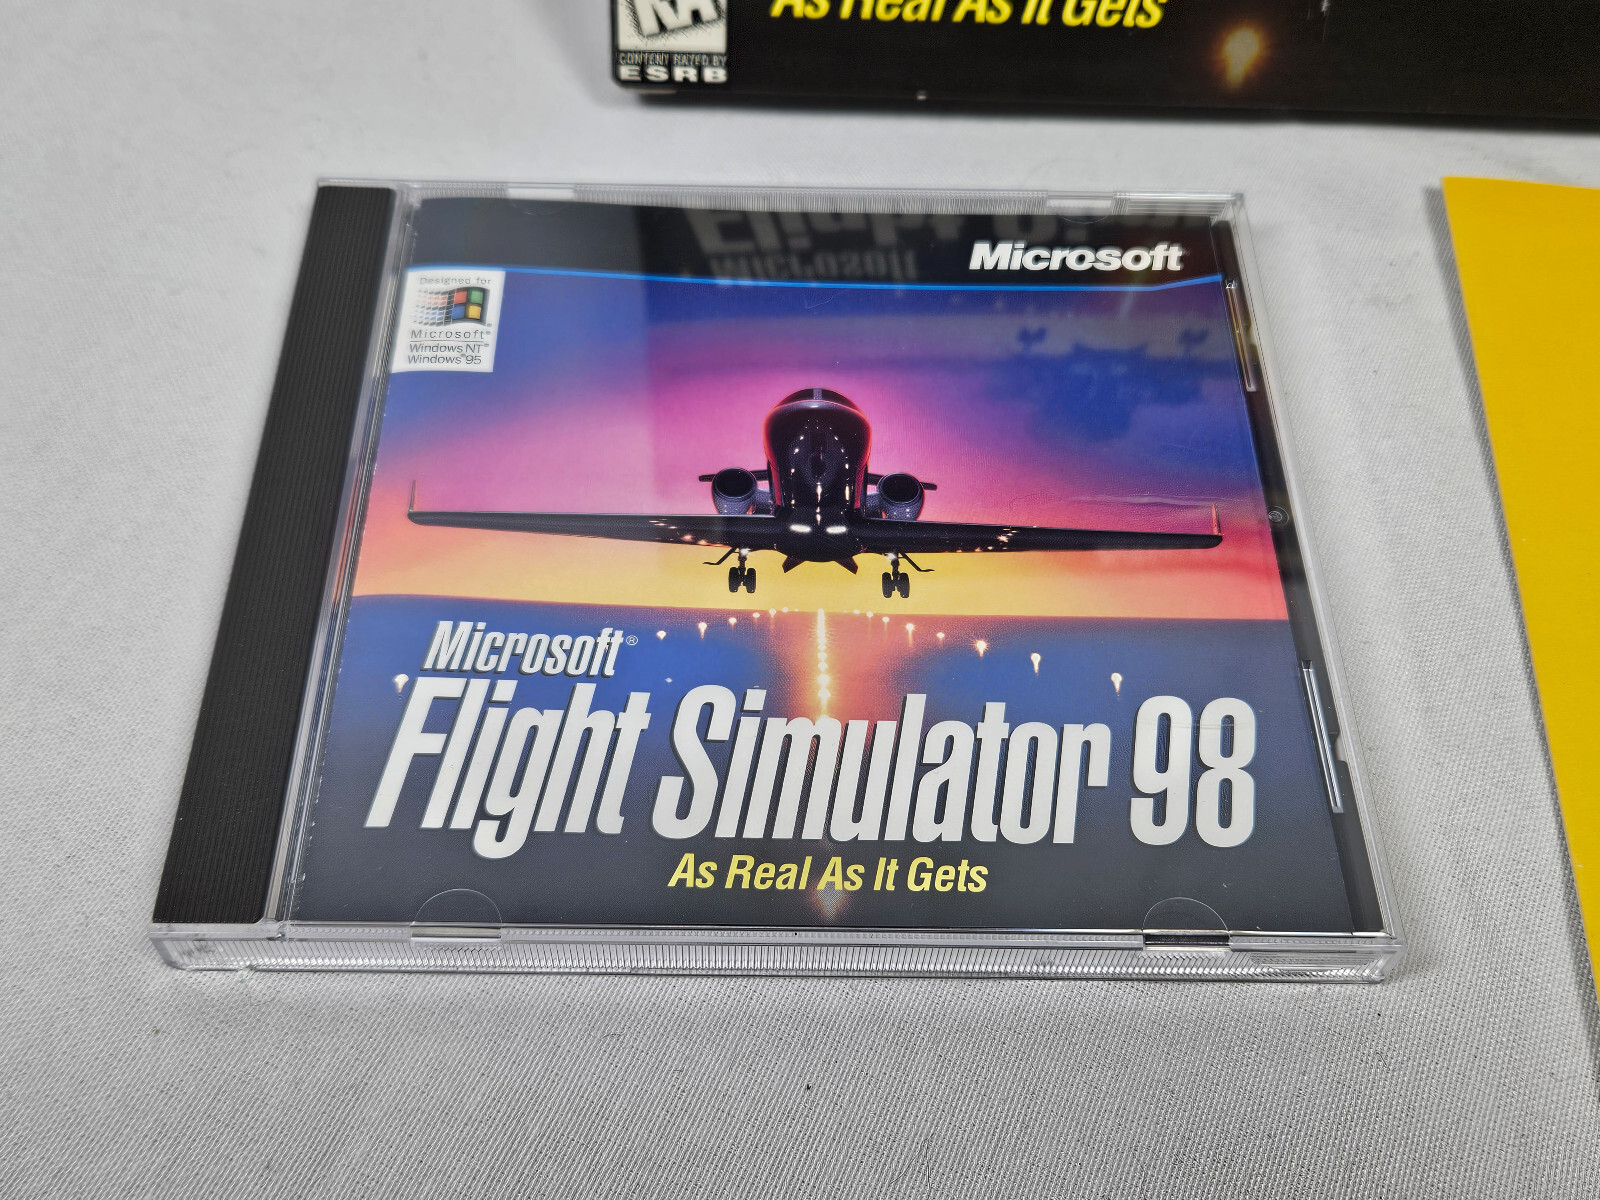 As Real As It Gets
CONTENT RATED BY
ESRB
Microsoft
Designed for
Microsoft®
Windows NT®
Windows® 95
Microsoft®
Flight Simulator 98
As Real As It Gets